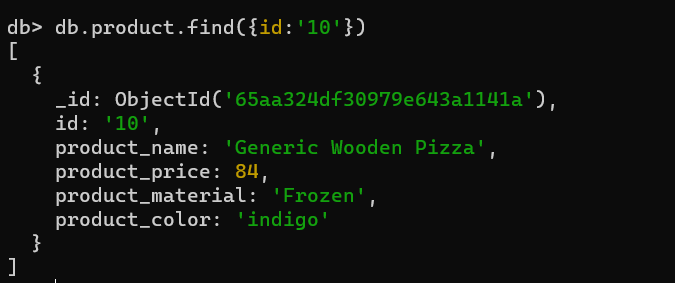 db> db.product.find({id:'10'})
[
  {
    _id: ObjectId('65aa324df30979e643a1141a'),
    id: '10',
    product_name: 'Generic Wooden Pizza',
    product_price: 84,
    product_material: 'Frozen',
    product_color: 'indigo'
  }
]